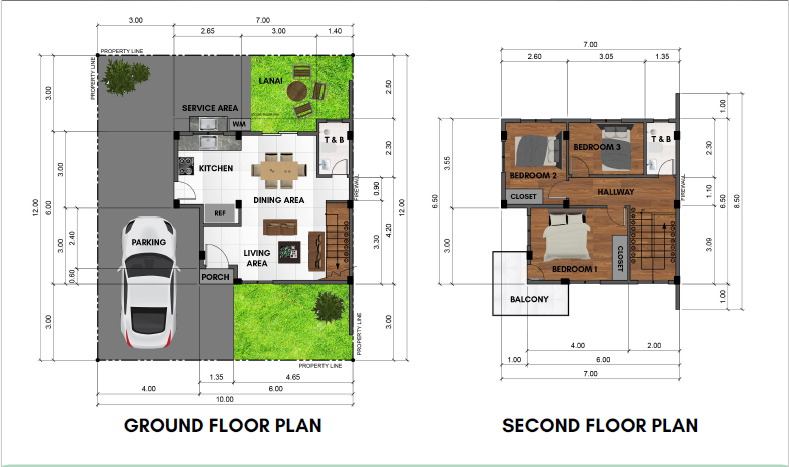 3.00
7.00
2.65
3.00
1.40
PROPERTY LINE
PROPERTY LINE
LANAI
SERVICE AREA
WM
T & B
KITCHEN
DINING AREA
REF
PARKING
LIVING
AREA
PORCH
FIREWALL
PROPERTY LINE
PROPERTY LINE
12.00
3.00
6.00
3.00
3.00
3.00
2.40
0.60
2.50
2.30
0.90
4.20
3.30
3.00
12.00
1.35
4.65
4.00
6.00
10.00
GROUND FLOOR PLAN
7.00
2.60
3.05
1.35
BEDROOM 3
T & B
BEDROOM 2
HALLWAY
CLOSET
FIREWALL
CLOSET
BEDROOM 1
BALCONY
6.50
3.55
3.00
1.00
2.30
1.10
3.09
1.00
6.50
8.50
4.00
2.00
1.00
6.00
7.00
SECOND FLOOR PLAN